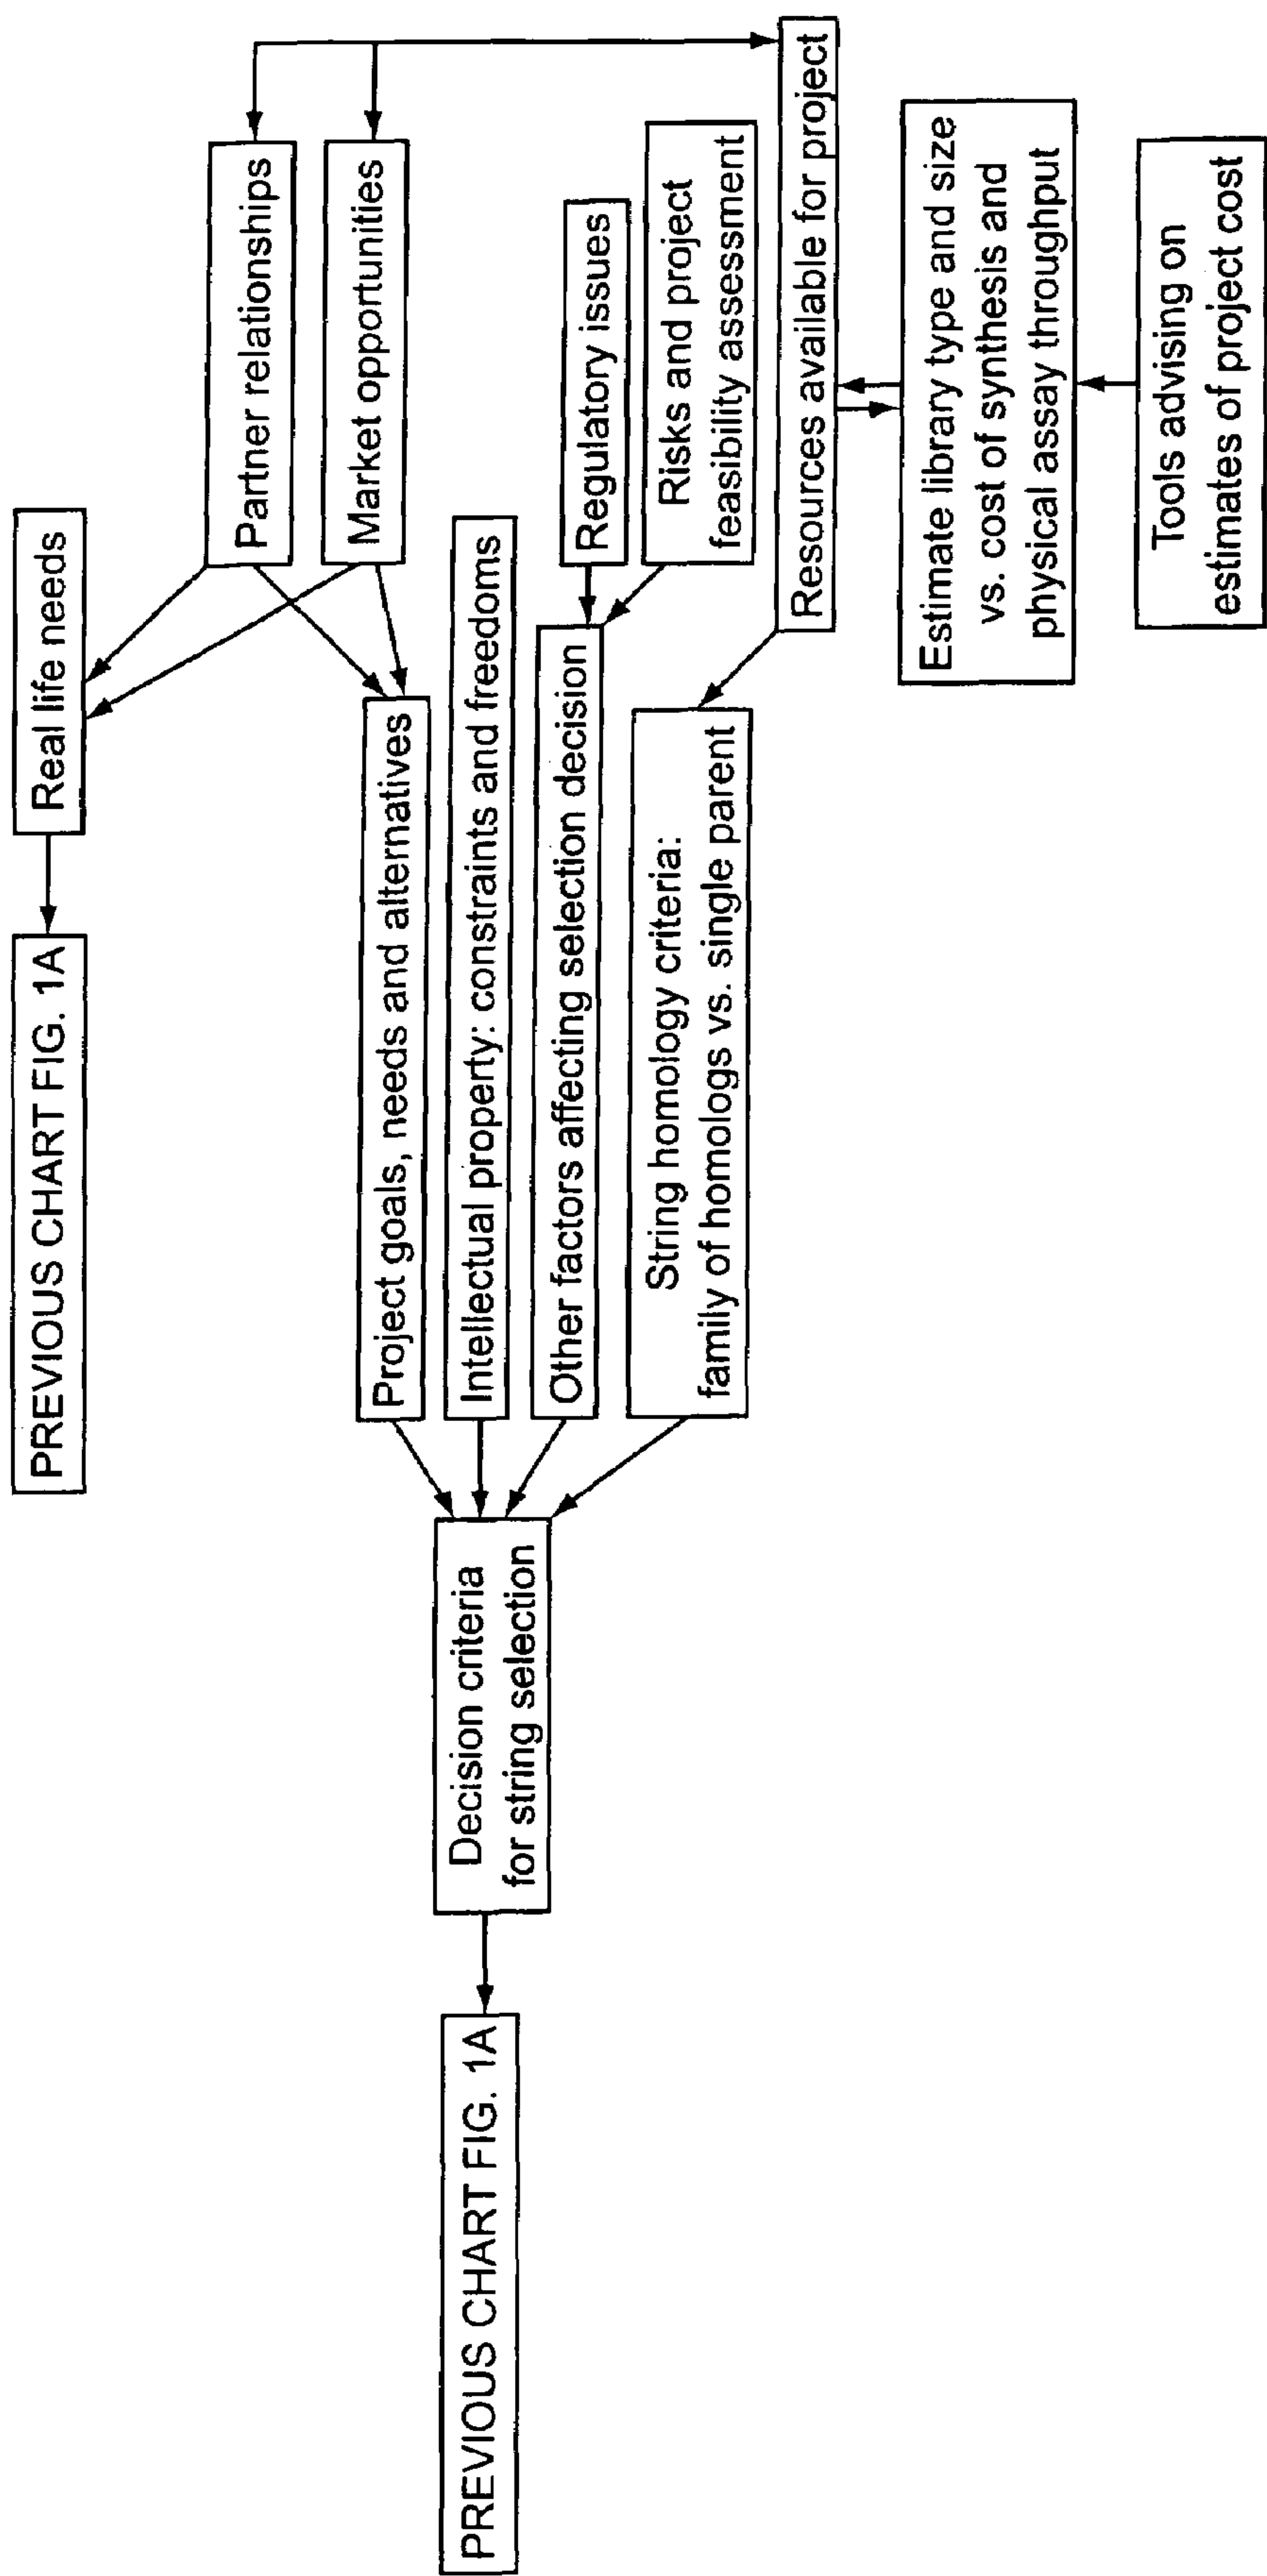 PREVIOUS CHART FIG. 1A
Real life needs
Partner relationships
Market opportunities
Project goals, needs and alternatives
Intellectual property: constraints and freedoms
Other factors affecting selection decision
Regulatory issues
Risks and project
feasibility assessment
String homology criteria:
family of homologs vs. single parent
Decision criteria
for string selection
PREVIOUS CHART FIG. 1A
Resources available for project
Estimate library type and size
vs. cost of synthesis and
physical assay throughput
Tools advising on
estimates of project cost